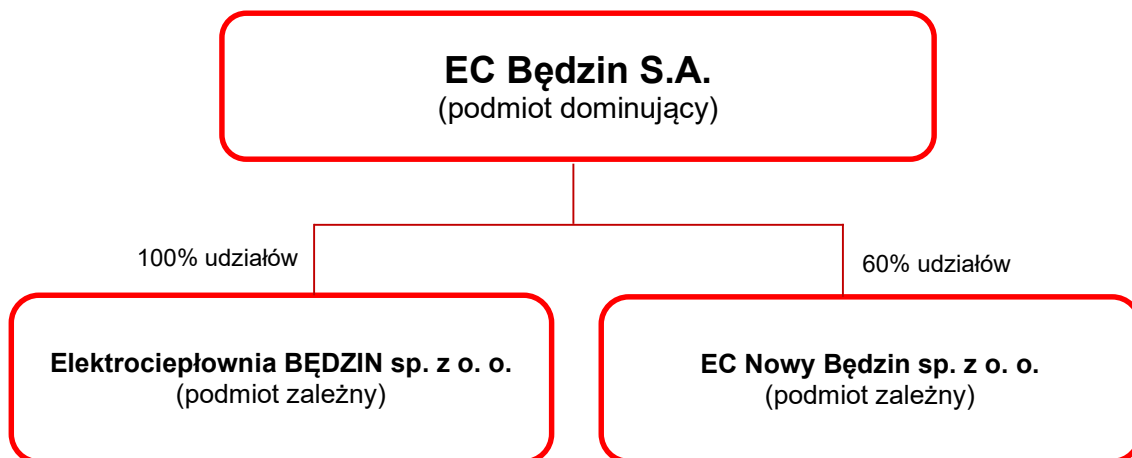 EC Będzin S.A.
(podmiot dominujący)
100% udziałów
60% udziałów
Elektrociepłownia BĘDZIN sp. z o. o.
(podmiot zależny)
EC Nowy Będzin sp. z o. o.
(podmiot zależny)